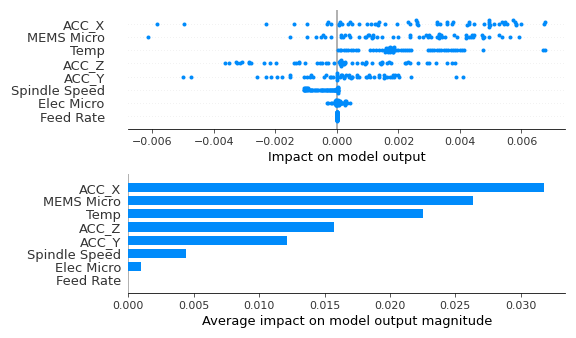 ACC_X
MEMS Micro
Temp
ACC_Z
ACC_Y
Spindle Speed
Elec Micro
Feed Rate
−0.006 −0.004 −0.002 0.000 0.002 0.004 0.006
Impact on model output
ACC_X
MEMS Micro
Temp
ACC_Z
ACC_Y
Spindle Speed
Elec Micro
Feed Rate
0.000 0.005 0.010 0.015 0.020 0.025 0.030
Average impact on model output magnitude